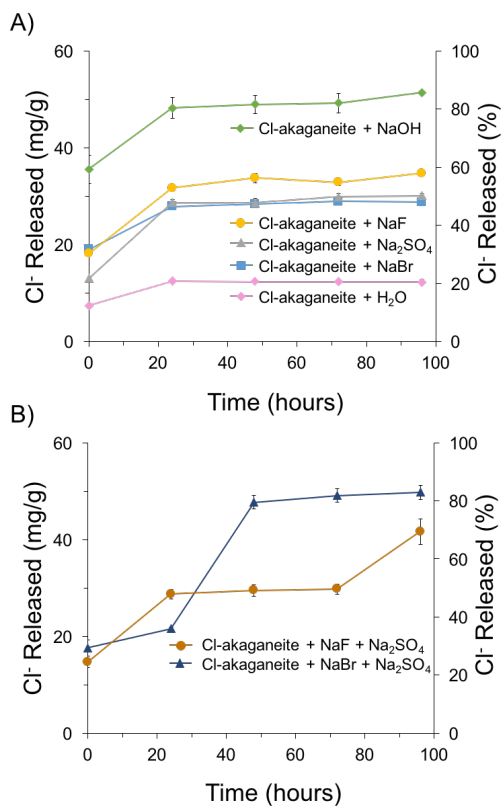 A)
Cl⁻ Released (mg/g)
60
40
20
0
100
80
60
40
20
0
Cl⁻ Released (%)
Cl-akaganeite + NaOH
Cl-akaganeite + NaF
Cl-akaganeite + Na₂SO₄
Cl-akaganeite + NaBr
Cl-akaganeite + H₂O
0 20 40 60 80 100
Time (hours)
B)
Cl⁻ Released (mg/g)
60
40
20
0
100
80
60
40
20
0
Cl⁻ Released (%)
Cl-akaganeite + NaF + Na₂SO₄
Cl-akaganeite + NaBr + Na₂SO₄
0 20 40 60 80 100
Time (hours)